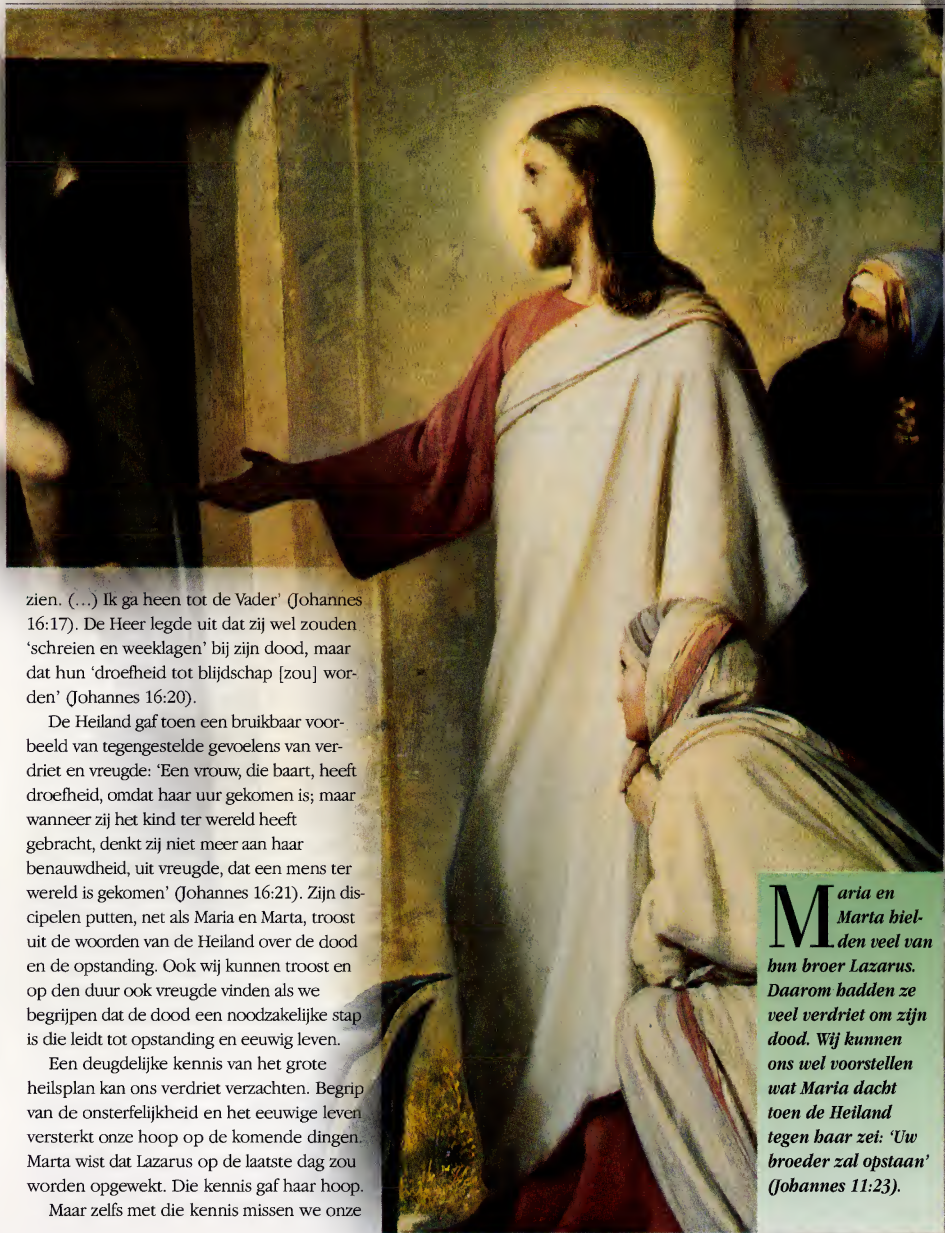 zien. (...) Ik ga heen tot de Vader' (Johannes
16:17). De Heer legde uit dat zij wel zouden
'schreien en weeklagen' bij zijn dood, maar
dat hun 'droefheid tot blijdschap [zou] wor-
den' (Johannes 16:20).
De Heiland gaf toen een bruikbaar voor-
beeld van tegengestelde gevoelens van ver-
driet en vreugde: 'Een vrouw, die baart, heeft
droefheid, omdat haar uur gekomen is; maar
wanneer zij het kind ter wereld heeft
gebracht, denkt zij niet meer aan haar
benauwdheid, uit vreugde, dat een mens ter
wereld is gekomen' (Johannes 16:21). Zijn dis-
cipelen putten, net als Maria en Marta, troost
uit de woorden van de Heiland over de dood
en de opstanding. Ook wij kunnen troost en
op den duur ook vreugde vinden als we
begrijpen dat de dood een noodzakelijke stap
is die leidt tot opstanding en eeuwig leven.
Een deugdelijke kennis van het grote
heilsplan kan ons verdriet verzachten. Begrip
van de onsterfelijkheid en het eeuwige leven
versterkt onze hoop op de komende dingen.
Marta wist dat Lazarus op de laatste dag zou
worden opgewekt. Die kennis gaf haar hoop.
Maar zelfs met die kennis missen we onze
Maria en
Marta hiel-
den veel van
hun broer Lazarus.
Daarom hadden ze
veel verdriet om zijn
dood. Wij kunnen
ons wel voorstellen
wat Maria dacht
toen de Heiland
tegen haar zei: 'Uw
broeder zal opstaan'
(Johannes 11:23).